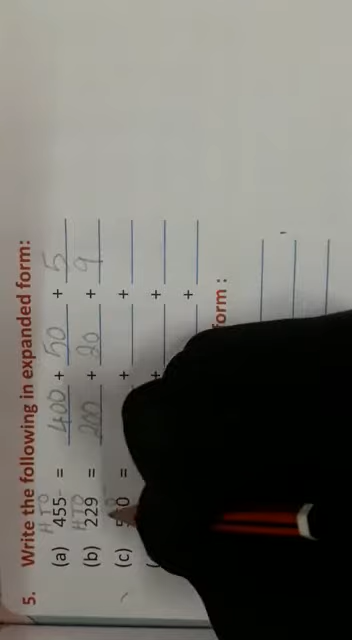 5. Write the following in expanded form:
H T O
(a) 455 = 400 + 50 + 5
H T O
(b) 229 = 200 + 20 + 9
(c) = + +
+ +
+
form :